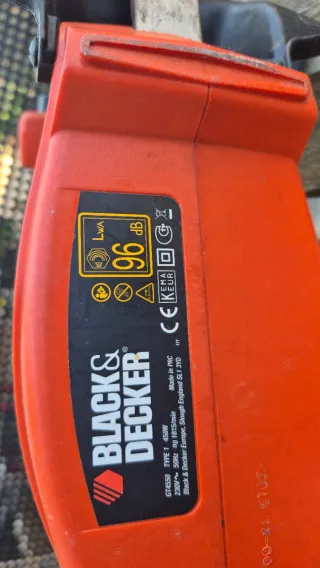 BLACK&
DECKER
GT4550 TYPE 1 450W
230V~ 50Hz no 1815/min
Made in PRC
Black & Decker Europe, Slough England SL1 3YD
LWA
96
dB
CE
KEMA
KEUR